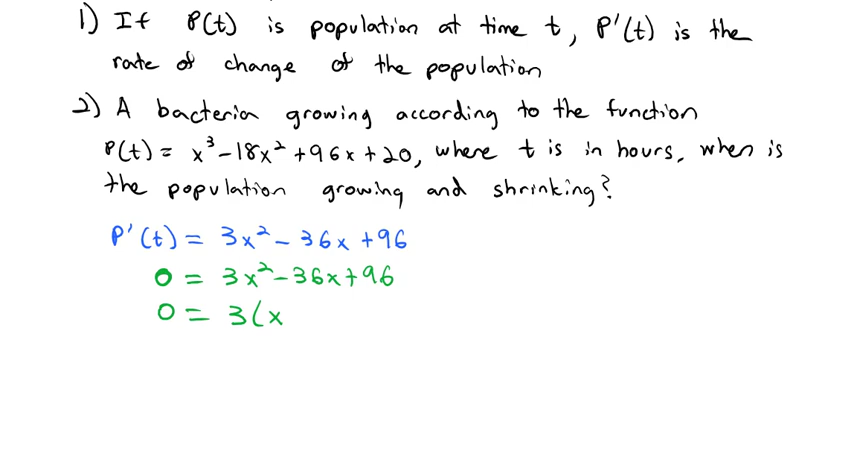 1) If P(t) is population at time t, P'(t) is the
rate of change of the population
2) A bacteria growing according to the function
P(t) = x³ - 18x² + 96x + 20, where t is in hours, when is
the population growing and shrinking?
P'(t) = 3x² - 36x + 96
0 = 3x² - 36x + 96
0 = 3(x